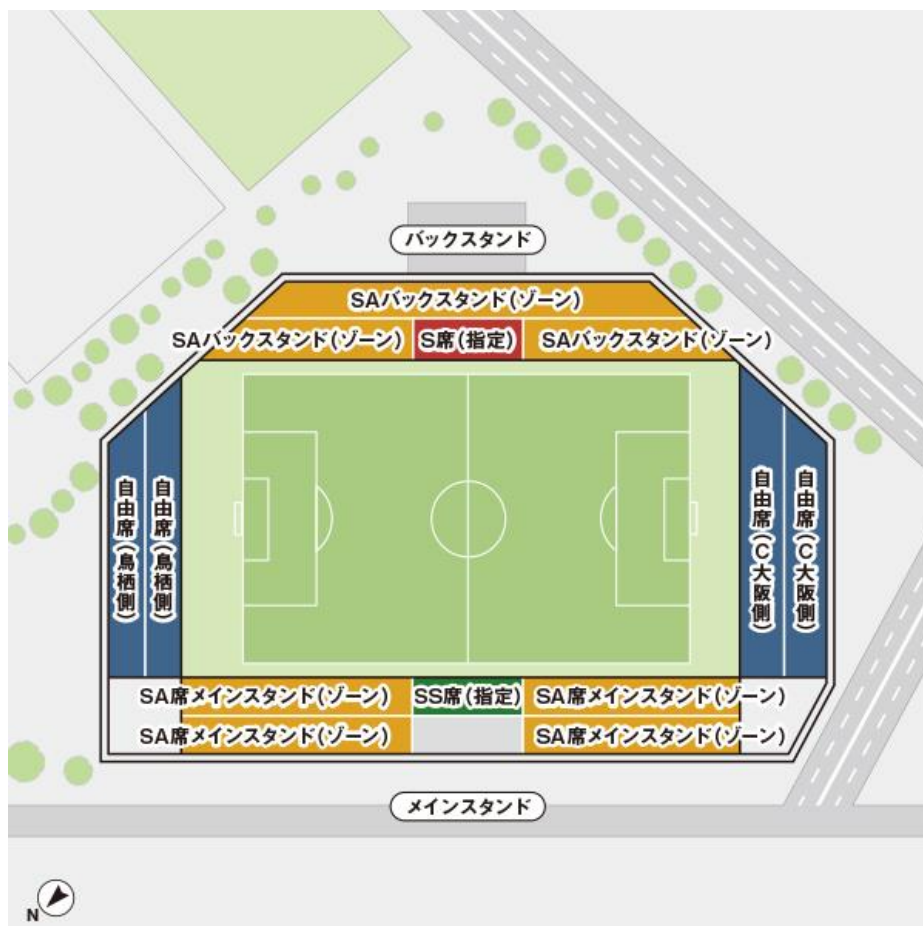 バックスタンド
SAバックスタンド(ゾーン)
SAバックスタンド(ゾーン)
S席(指定)
SAバックスタンド(ゾーン)
自由席(鳥栖側)
自由席(鳥栖側)
自由席(C大阪側)
自由席(C大阪側)
SA席メインスタンド(ゾーン)
SS席(指定)
SA席メインスタンド(ゾーン)
SA席メインスタンド(ゾーン)
SA席メインスタンド(ゾーン)
メインスタンド
N